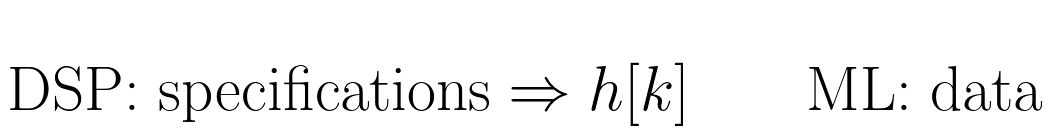 DSP: specifications ⇒ h[k] ML: data